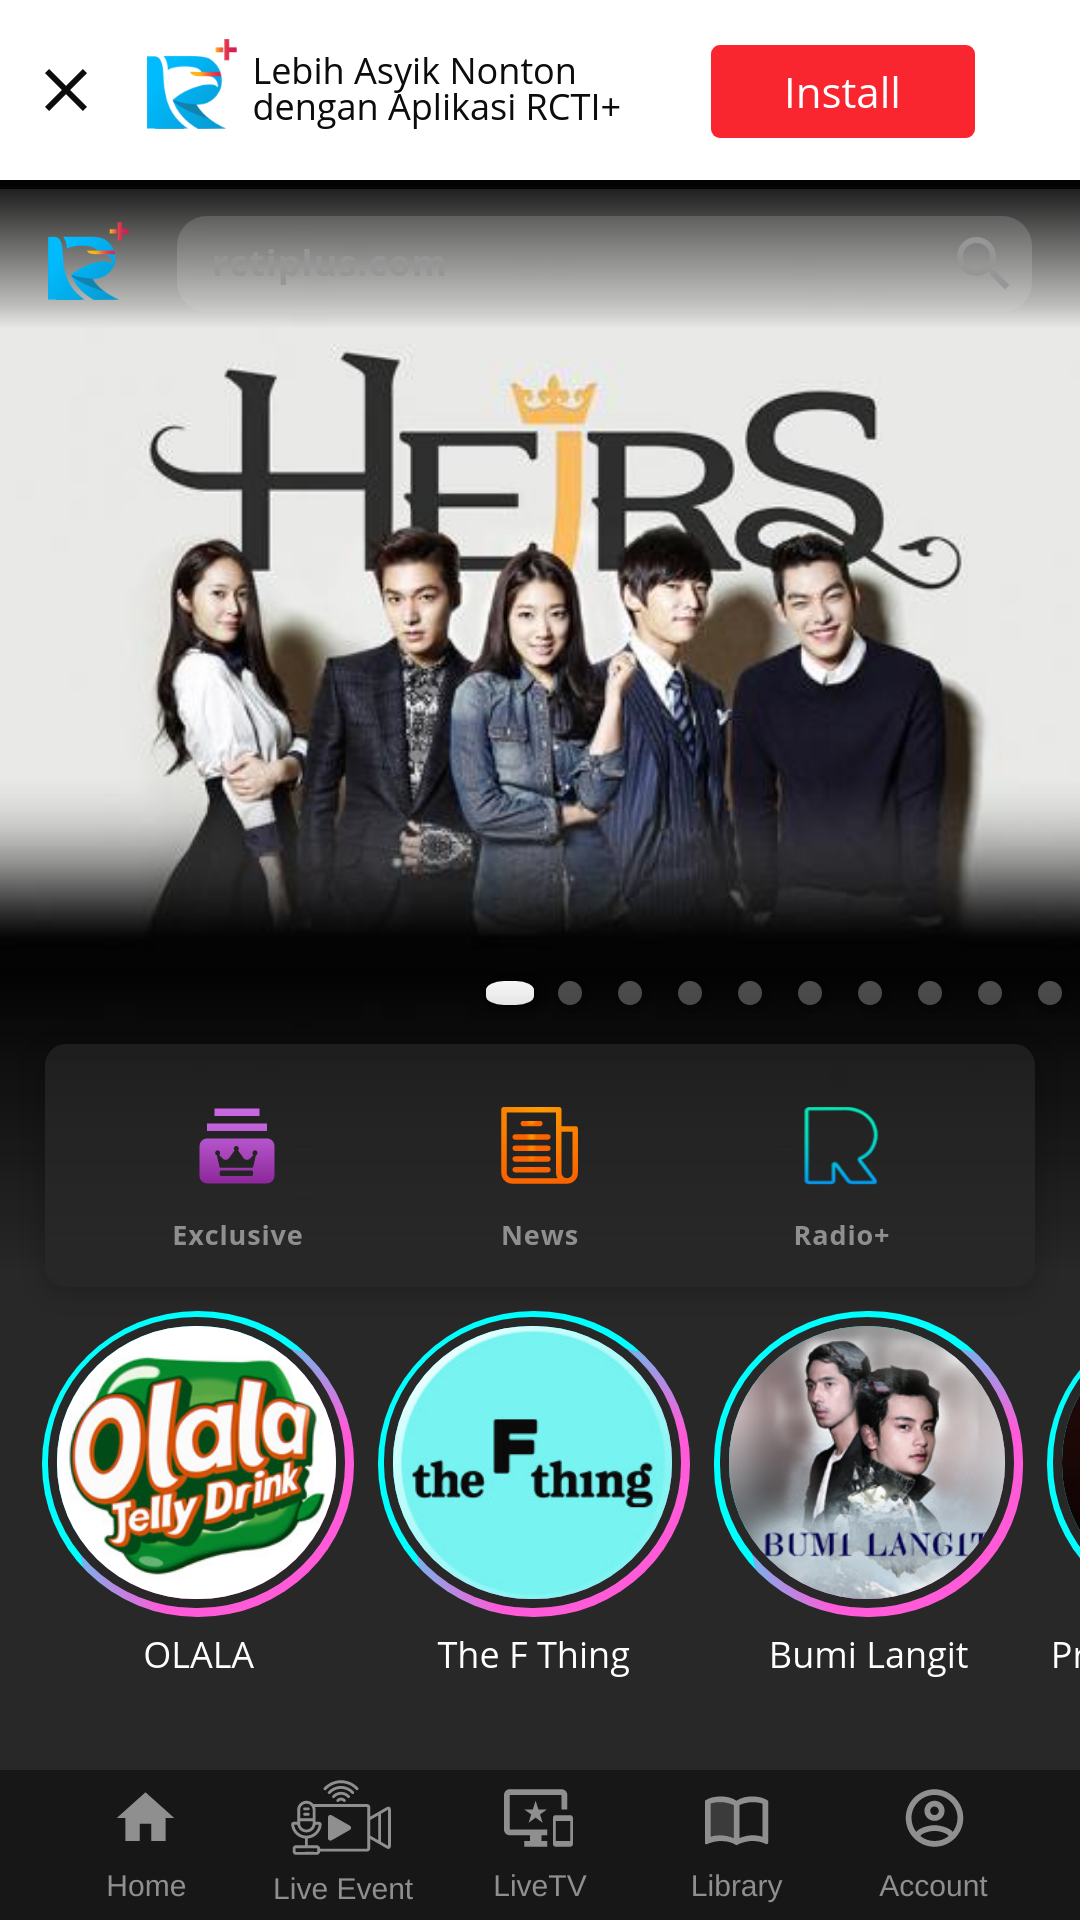 Lebih Asyik Nonton
dengan Aplikasi RCTI+
Install
rctiplus.com
HEIRS
Exclusive
News
Radio+
Olala
Jelly Drink
the F thing
BUMI LANGIT
OLALA
The F Thing
Bumi Langit
Pr
Home
Live Event
LiveTV
Library
Account